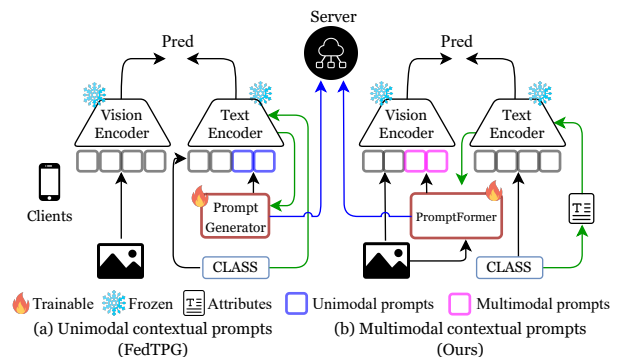 Server
Pred
Pred
Vision
Encoder
Text
Encoder
Vision
Encoder
Text
Encoder
Clients
Prompt
Generator
PromptFormer
T
CLASS
CLASS
Trainable
Frozen
T
Attributes
Unimodal prompts
Multimodal prompts
(a) Unimodal contextual prompts
(FedTPG)
(b) Multimodal contextual prompts
(Ours)